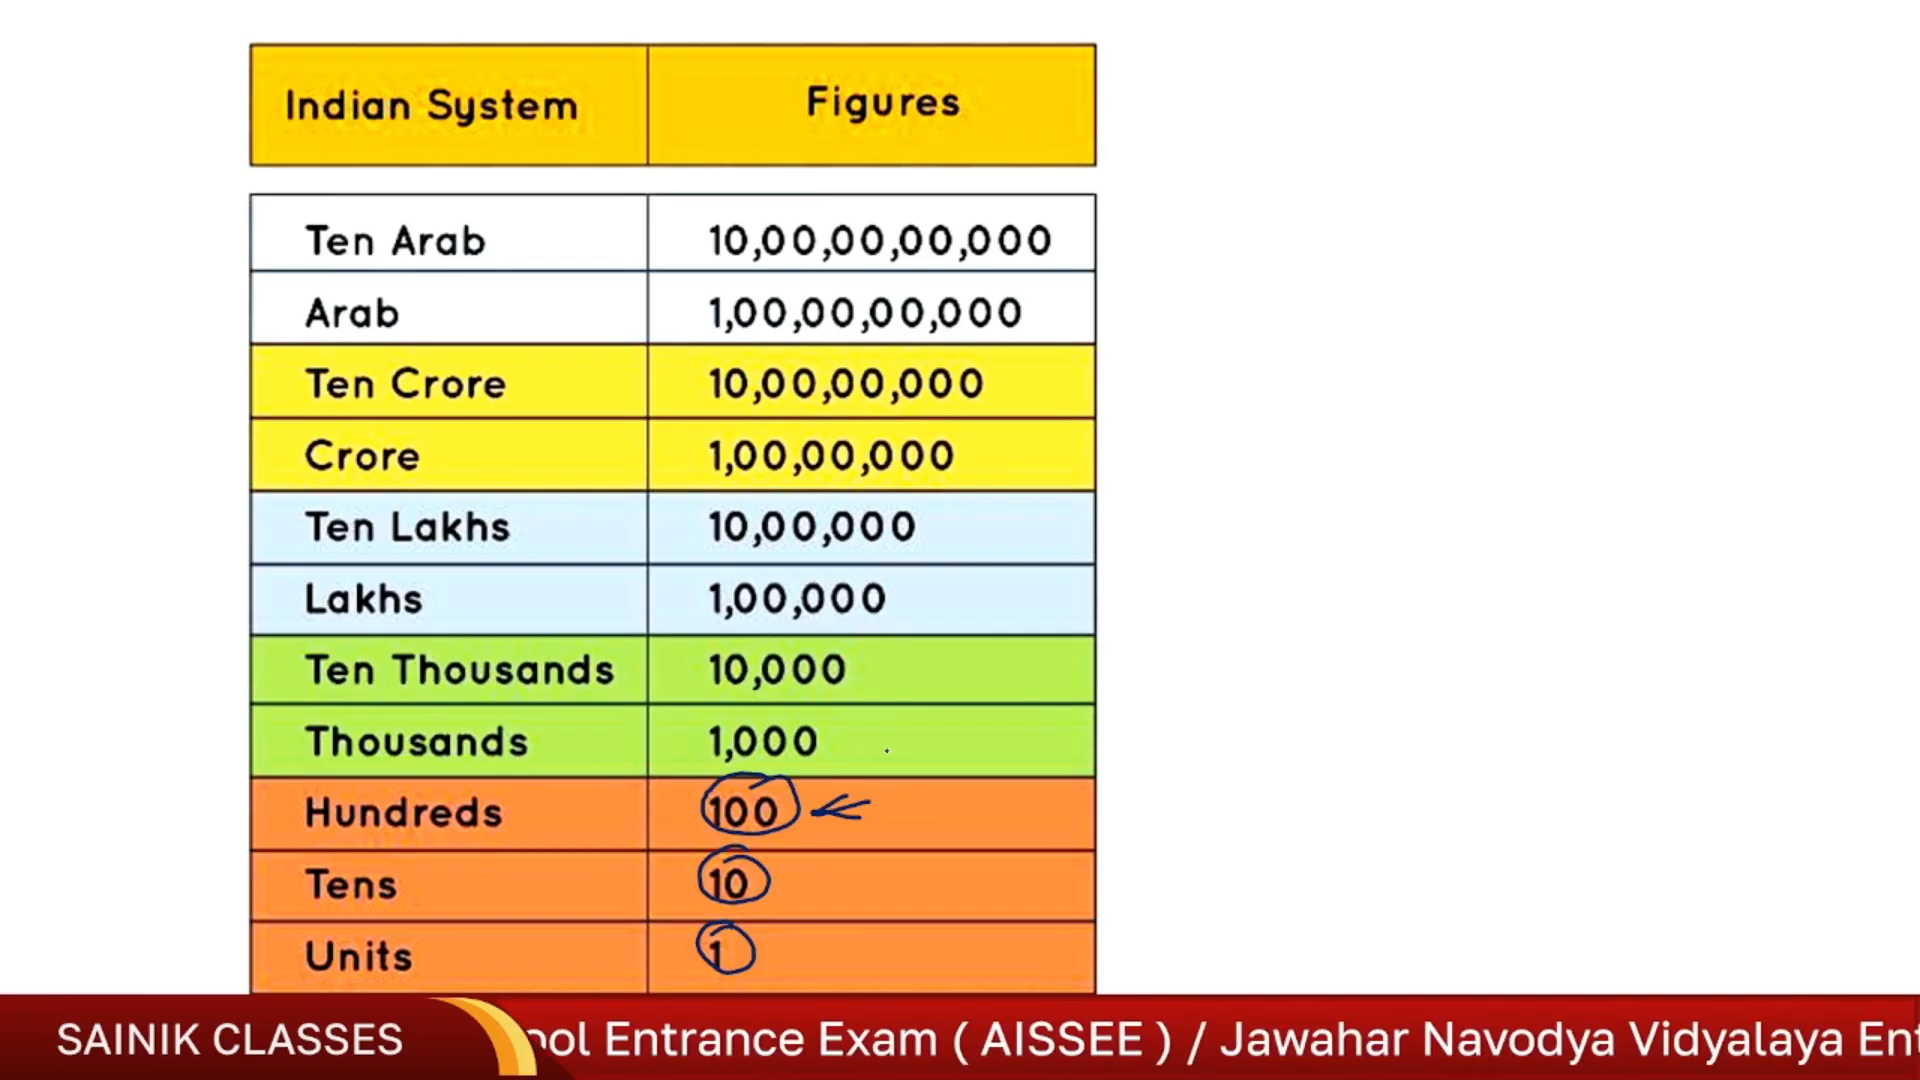 Indian System Figures
Ten Arab 10,00,00,00,000
Arab 1,00,00,00,000
Ten Crore 10,00,00,000
Crore 1,00,00,000
Ten Lakhs 10,00,000
Lakhs 1,00,000
Ten Thousands 10,000
Thousands 1,000
Hundreds 100
Tens 10
Units 1
SAINIK CLASSES Entrance Exam ( AISSEE ) / Jawahar Navodya Vidyalaya